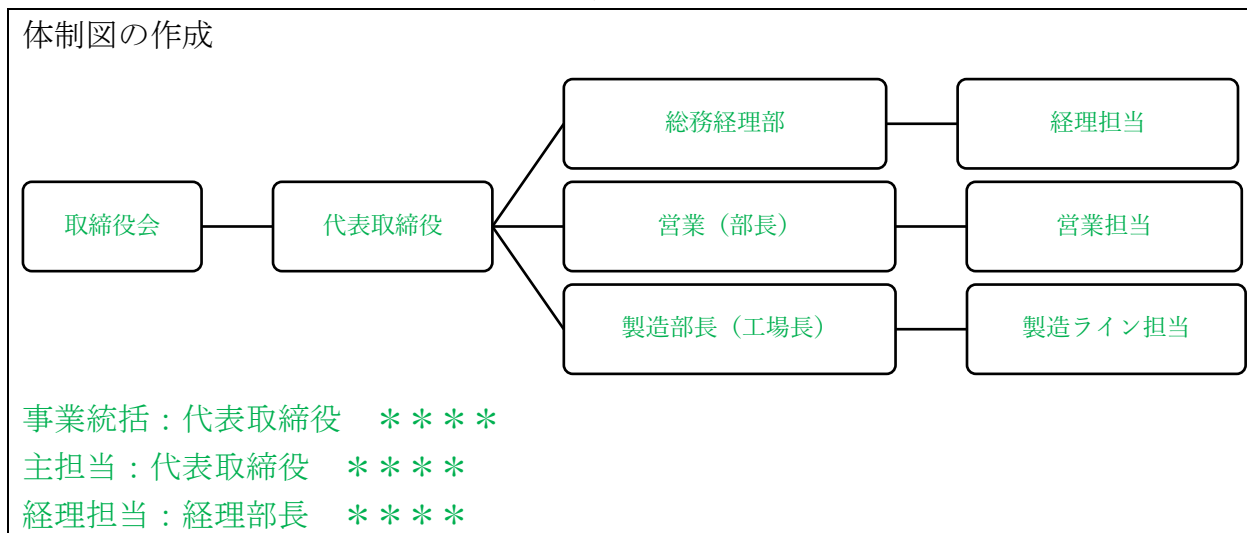 体制図の作成
総務経理部
経理担当
取締役会
代表取締役
営業（部長）
営業担当
製造部長（工場長）
製造ライン担当
事業統括：代表取締役　＊＊＊＊
主担当：代表取締役　＊＊＊＊
経理担当：経理部長　＊＊＊＊